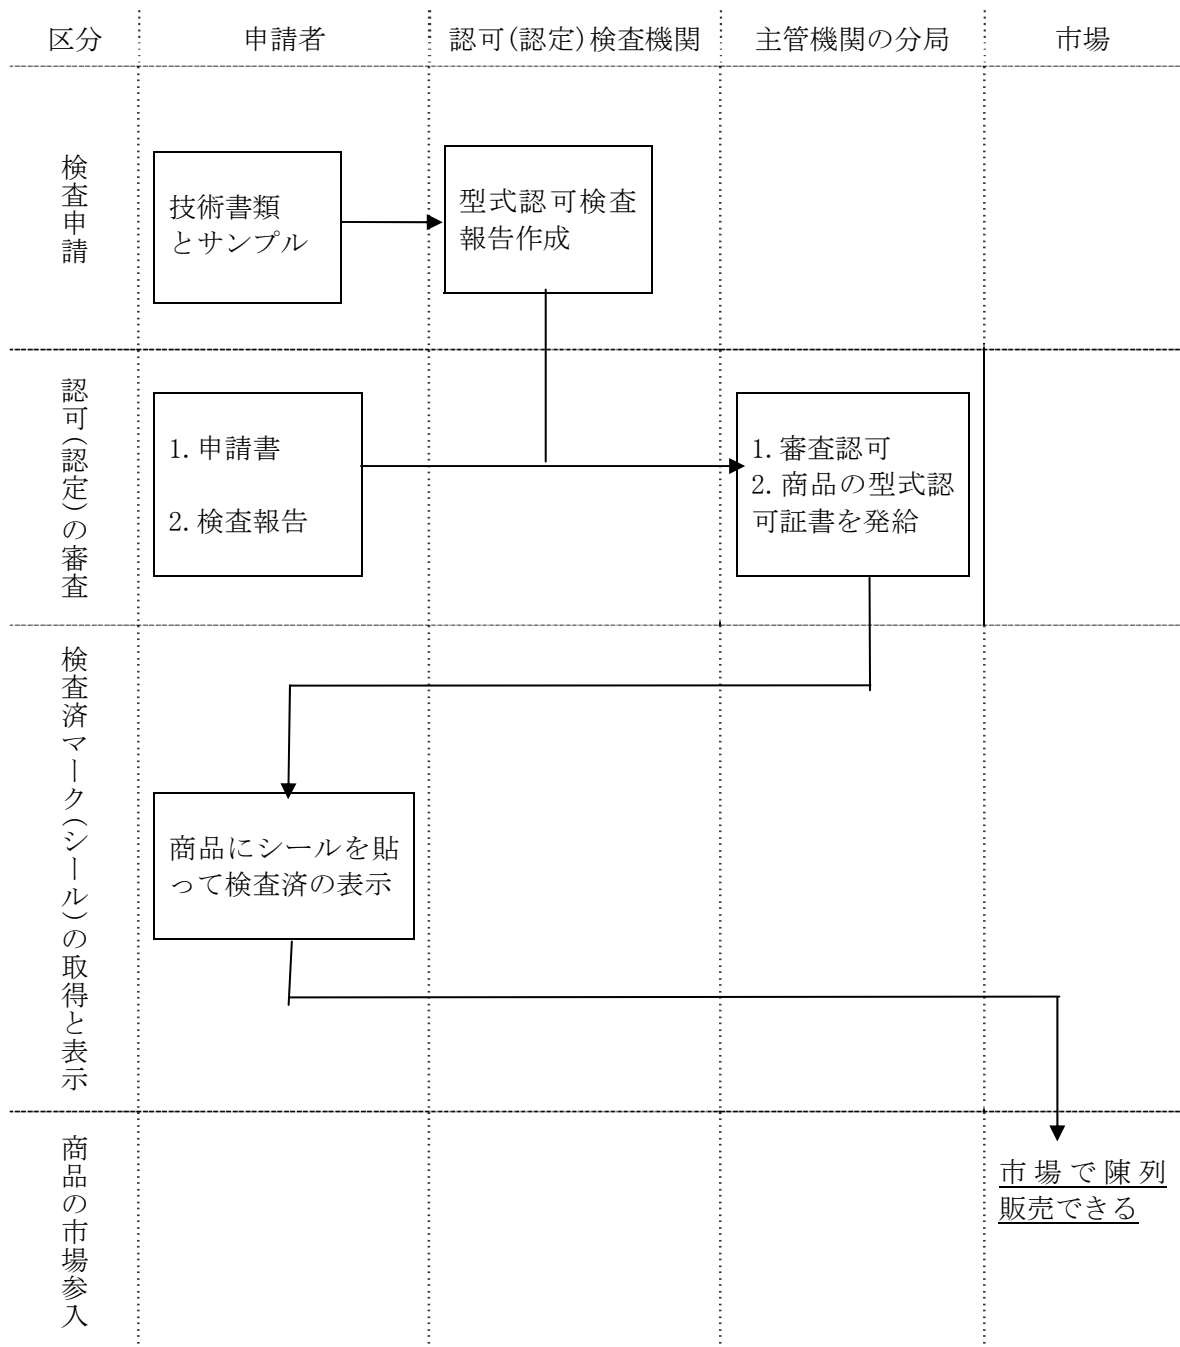 区分
申請者
認可(認定)検査機関
主管機関の分局
市場
検査申請
技術書類
とサンプル
型式認可検査
報告作成
認可(認定)の審査
1. 申請書
2. 検査報告
1. 審査認可
2. 商品の型式認
可証書を発給
検査済マーク(シール)の取得と表示
商品にシールを貼
って検査済の表示
商品の市場参入
市場で陳列
販売できる